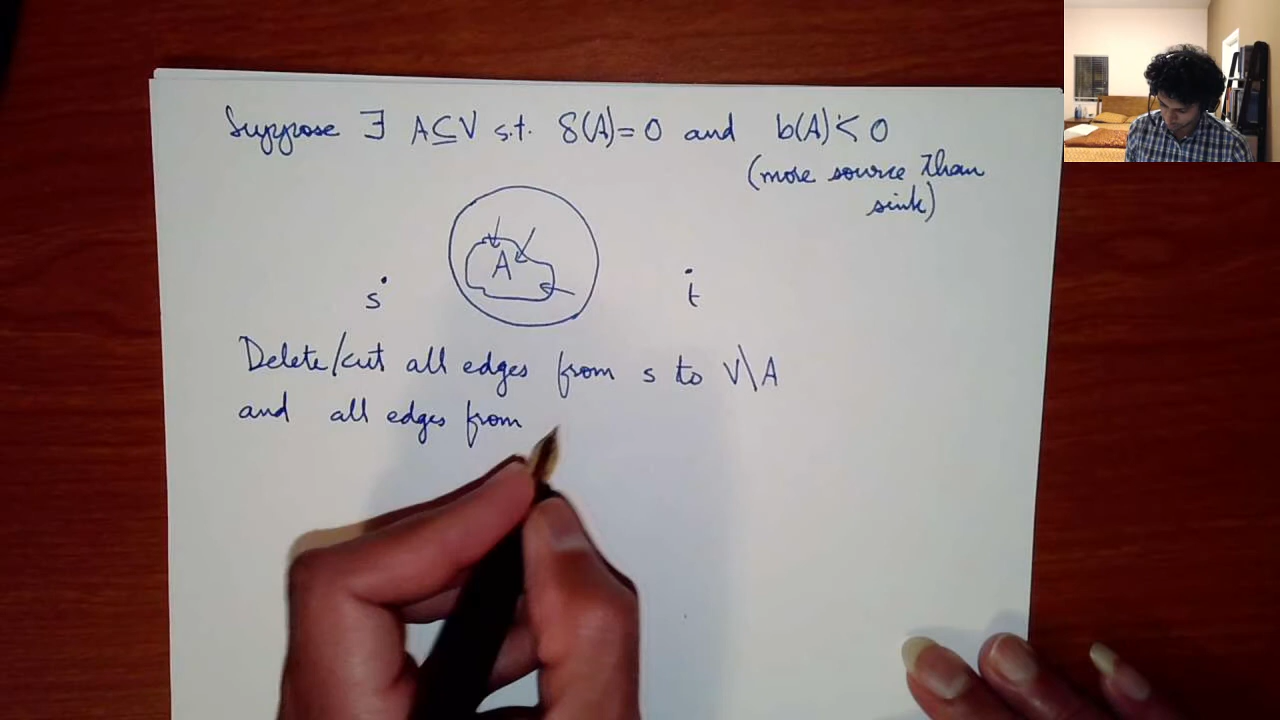 Suppose ∃ A⊆V s.t. δ(A)=0 and b(A)<0
(more source than
sink)
A
s
t
Delete/cut all edges from s to V\A
and all edges from